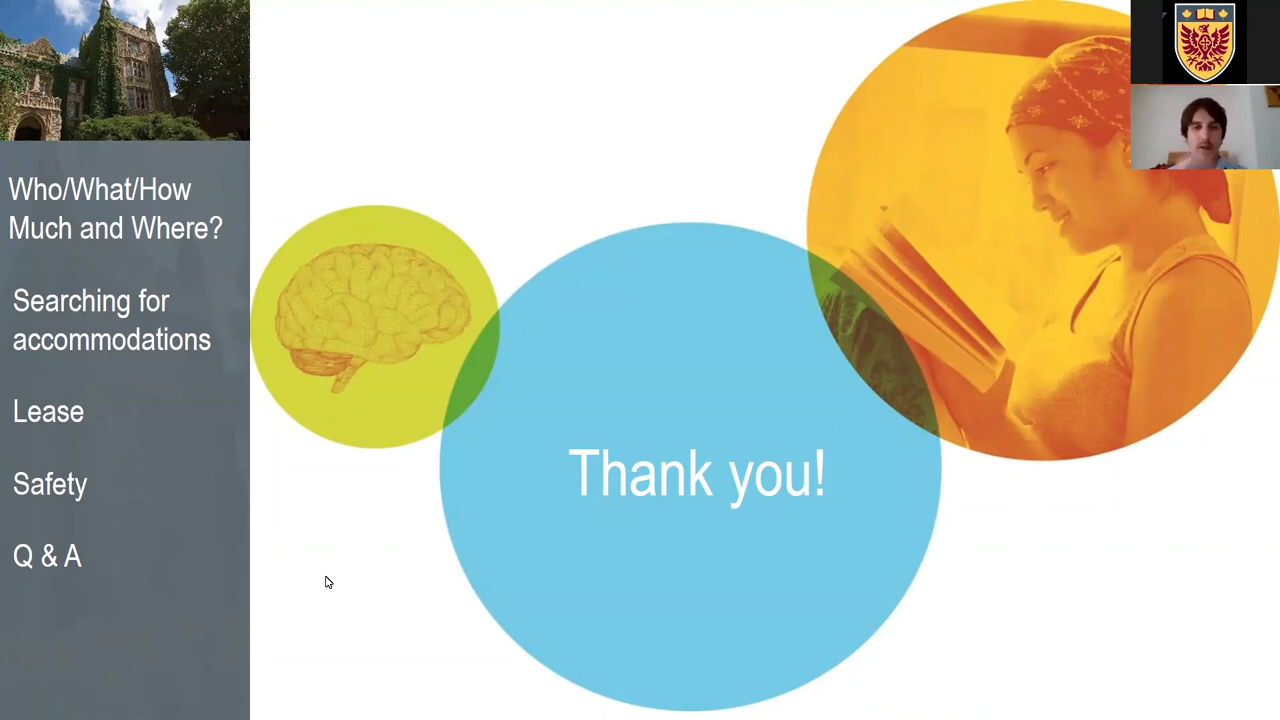 Who/What/How
Much and Where?
Searching for
accommodations
Lease
Safety
Q & A
Thank you!